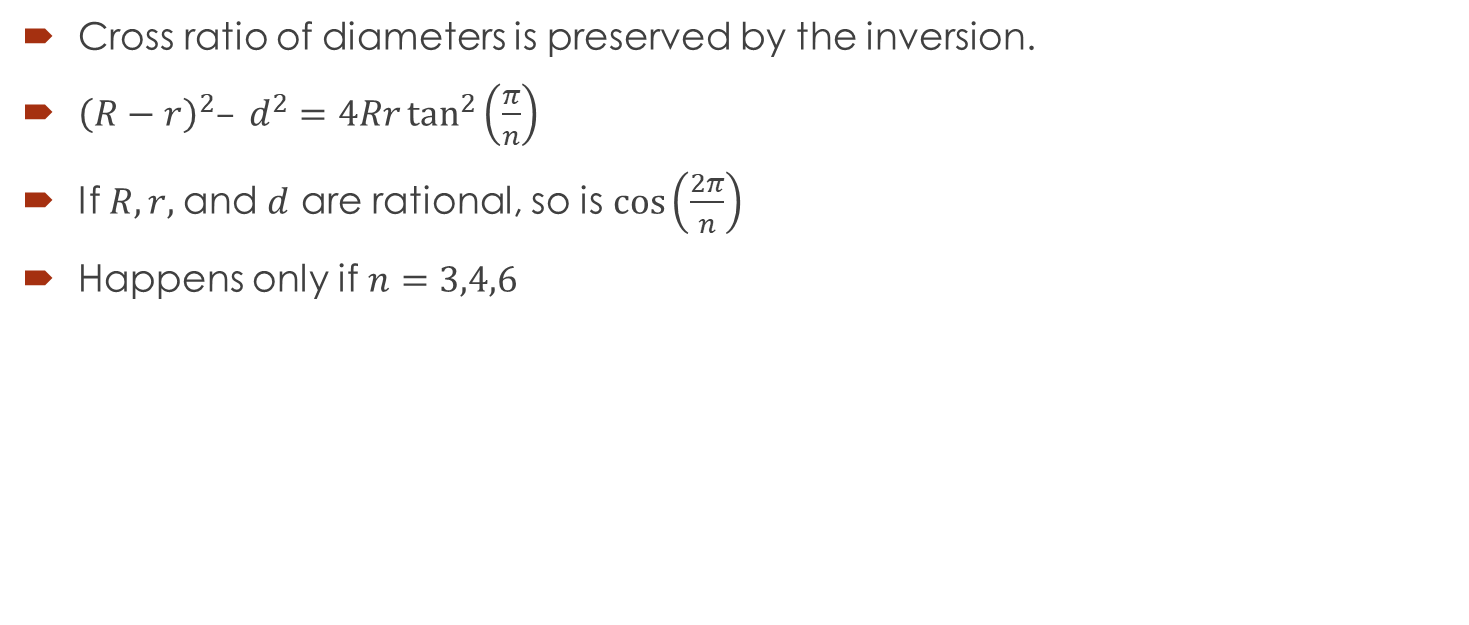 Cross ratio of diameters is preserved by the inversion.
(R − r)²– d² = 4Rr tan² (π/n)
If R, r, and d are rational, so is cos (2π/n)
Happens only if n = 3,4,6